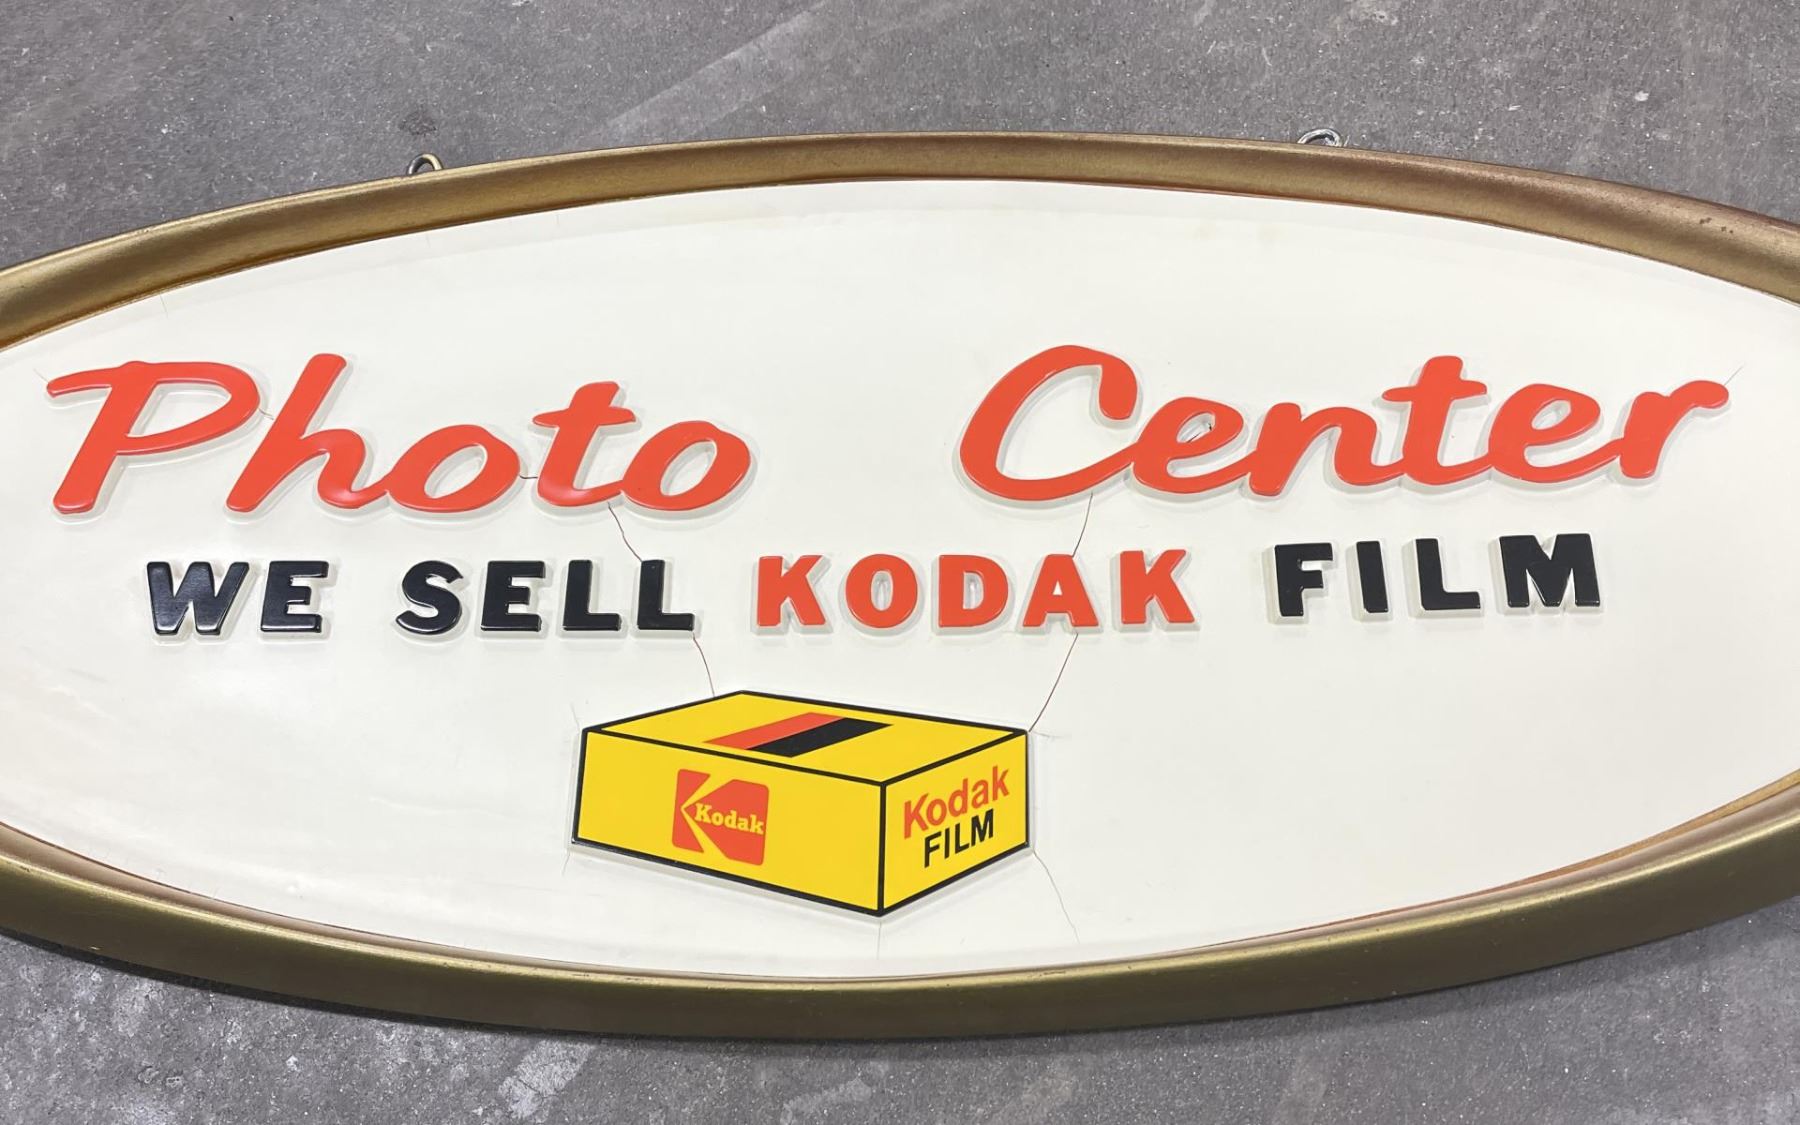 Photo Center
WE SELL KODAK FILM
Kodak
Kodak
FILM